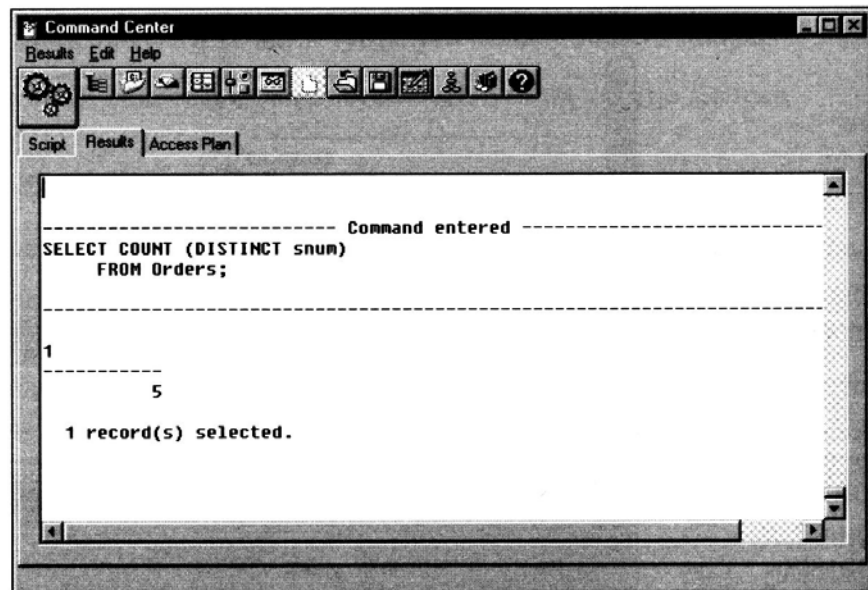 Command Center
Results Edit Help
Script Results Access Plan
---------------------------- Command entered ----------------------------
SELECT COUNT (DISTINCT snum)
FROM Orders;
--------------------------------------------------------------------------
1
-----------
5
1 record(s) selected.